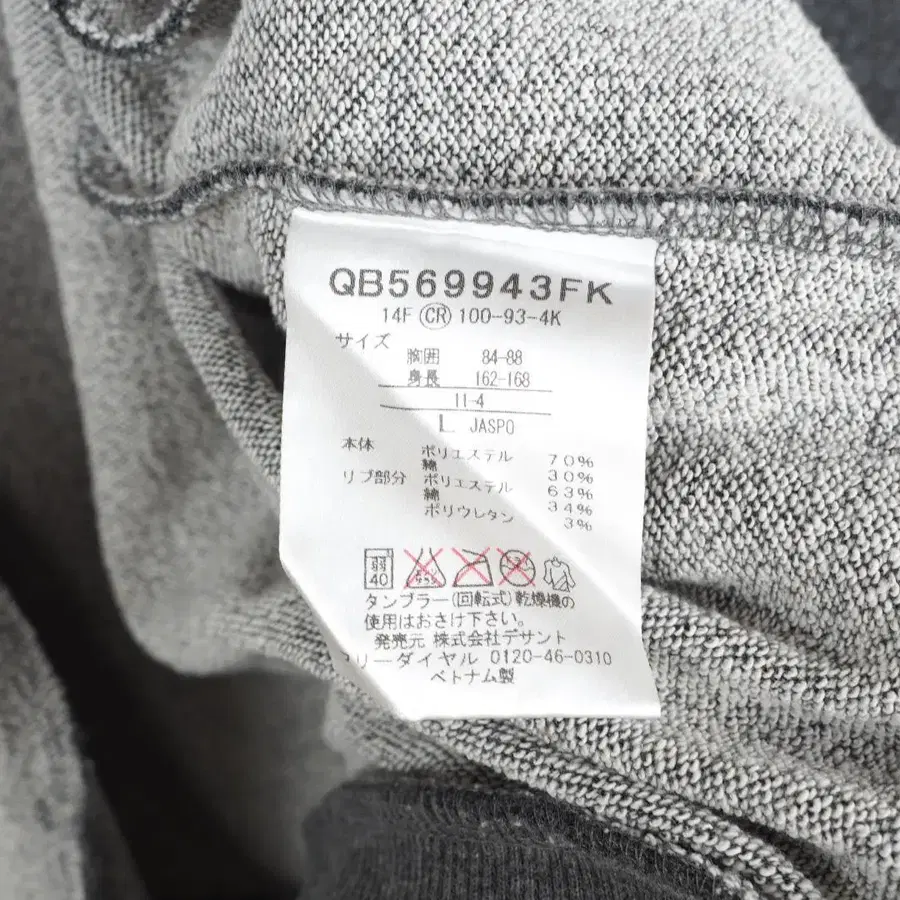 QB569943FK
14F CR 100-93-4K
サイズ
胸囲 84-88
身長 162-168
11-4
L JASPO
本体 ポリエステル 70%
綿 30%
リブ部分 ポリエステル 63%
綿 34%
ポリウレタン 3%
弱 40
タンブラー(回転式)乾燥機の
使用はおさけ下さい。
発売元 株式会社デサント
リーダイヤル 0120-46-0310
ベトナム製